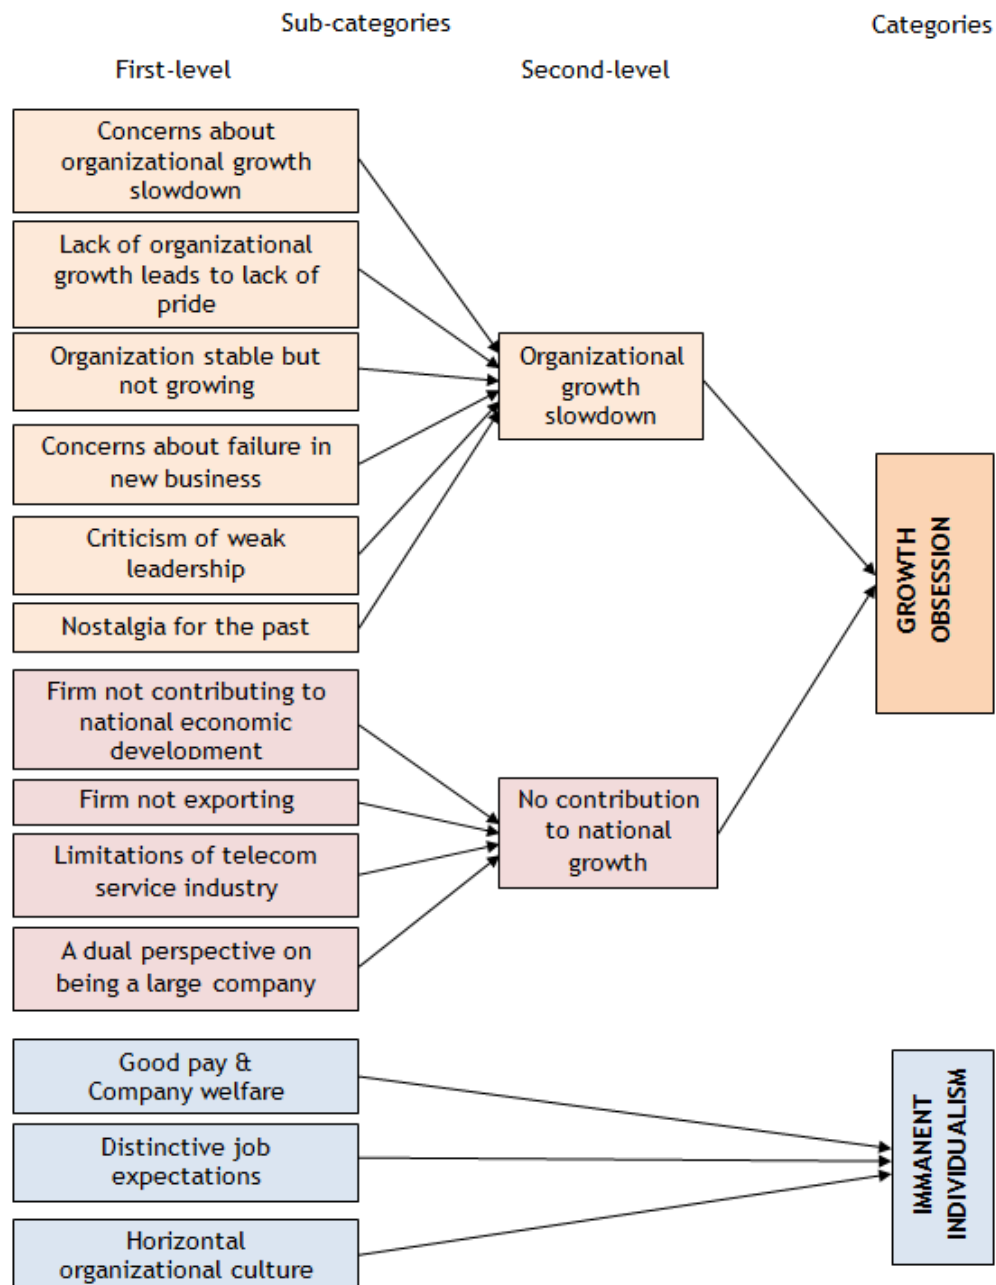 Sub-categories
Categories
First-level
Second-level
Concerns about
organizational growth
slowdown
Lack of organizational
growth leads to lack of
pride
Organization stable but
not growing
Concerns about failure in
new business
Criticism of weak
leadership
Nostalgia for the past
Organizational
growth
slowdown
Firm not contributing to
national economic
development
Firm not exporting
Limitations of telecom
service industry
A dual perspective on
being a large company
No contribution
to national
growth
GROWTH
OBSESSION
Good pay &
Company welfare
Distinctive job
expectations
Horizontal
organizational culture
IMMANENT
INDIVIDUALISM